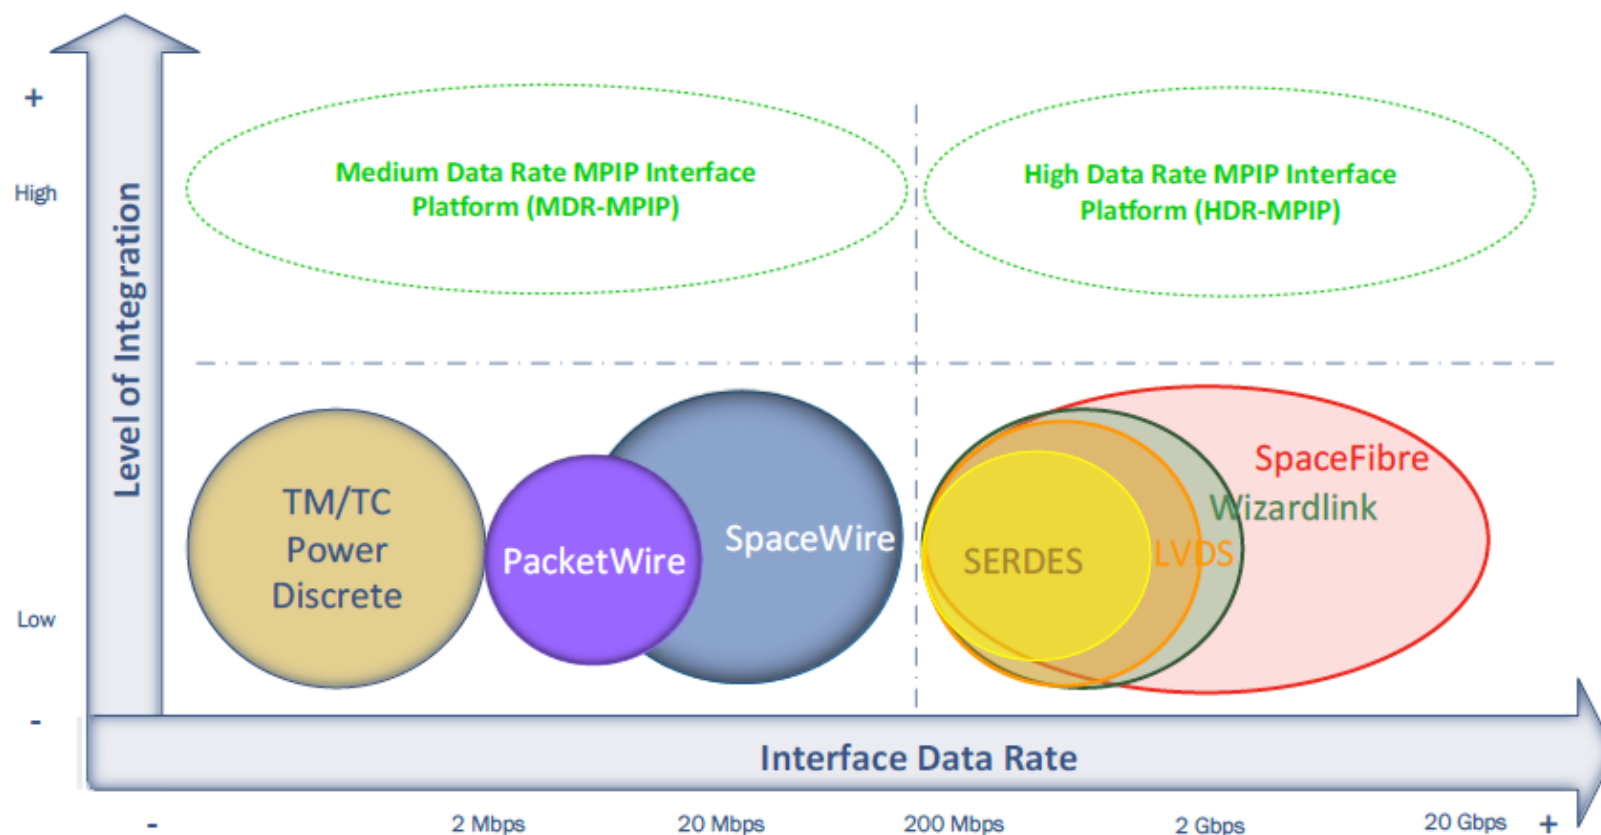 +
High
Level of Integration
Low
-
Medium Data Rate MPIP Interface
Platform (MDR-MPIP)
High Data Rate MPIP Interface
Platform (HDR-MPIP)
TM/TC
Power
Discrete
PacketWire
SpaceWire
SERDES
LVDS
Wizardlink
SpaceFibre
Interface Data Rate
- 2 Mbps 20 Mbps 200 Mbps 2 Gbps 20 Gbps +